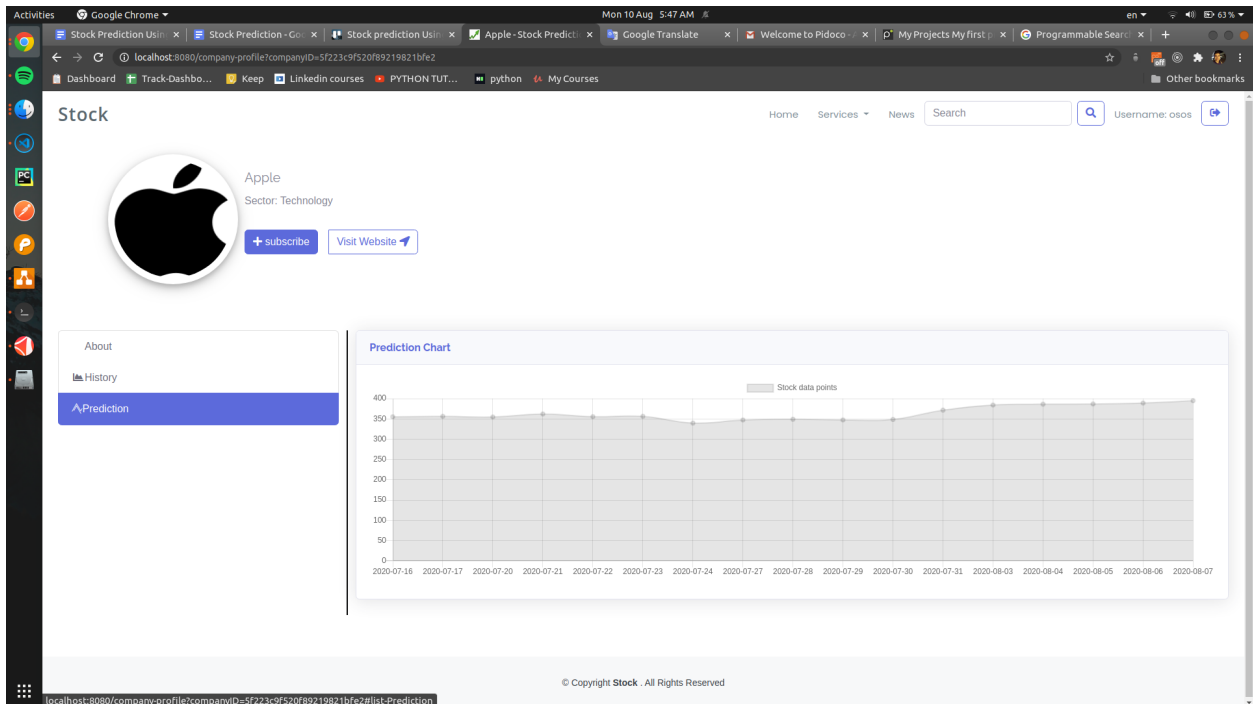 Activities Google Chrome Mon 10 Aug 5:47 AM en 63 %
Stock Prediction Usin Stock Prediction - Goo Stock prediction Usin Apple - Stock Predicti Google Translate Welcome to Pidoco - A My Projects My first p Programmable Search
localhost:8080/company-profile?companyID=5f223c9f520f89219821bfe2
off
Dashboard Track-Dashbo... Keep Linkedin courses PYTHON TUT... python My Courses Other bookmarks
Stock Home Services News Search Username: osos
Apple
Sector: Technology
+ subscribe Visit Website
About
History
Prediction
Prediction Chart
Stock data points
400
350
300
250
200
150
100
50
0
2020-07-16 2020-07-17 2020-07-20 2020-07-21 2020-07-22 2020-07-23 2020-07-24 2020-07-27 2020-07-28 2020-07-29 2020-07-30 2020-07-31 2020-08-03 2020-08-04 2020-08-05 2020-08-06 2020-08-07
© Copyright Stock . All Rights Reserved
localhost:8080/company-profile?companyID=5f223c9f520f89219821bfe2#list-Prediction